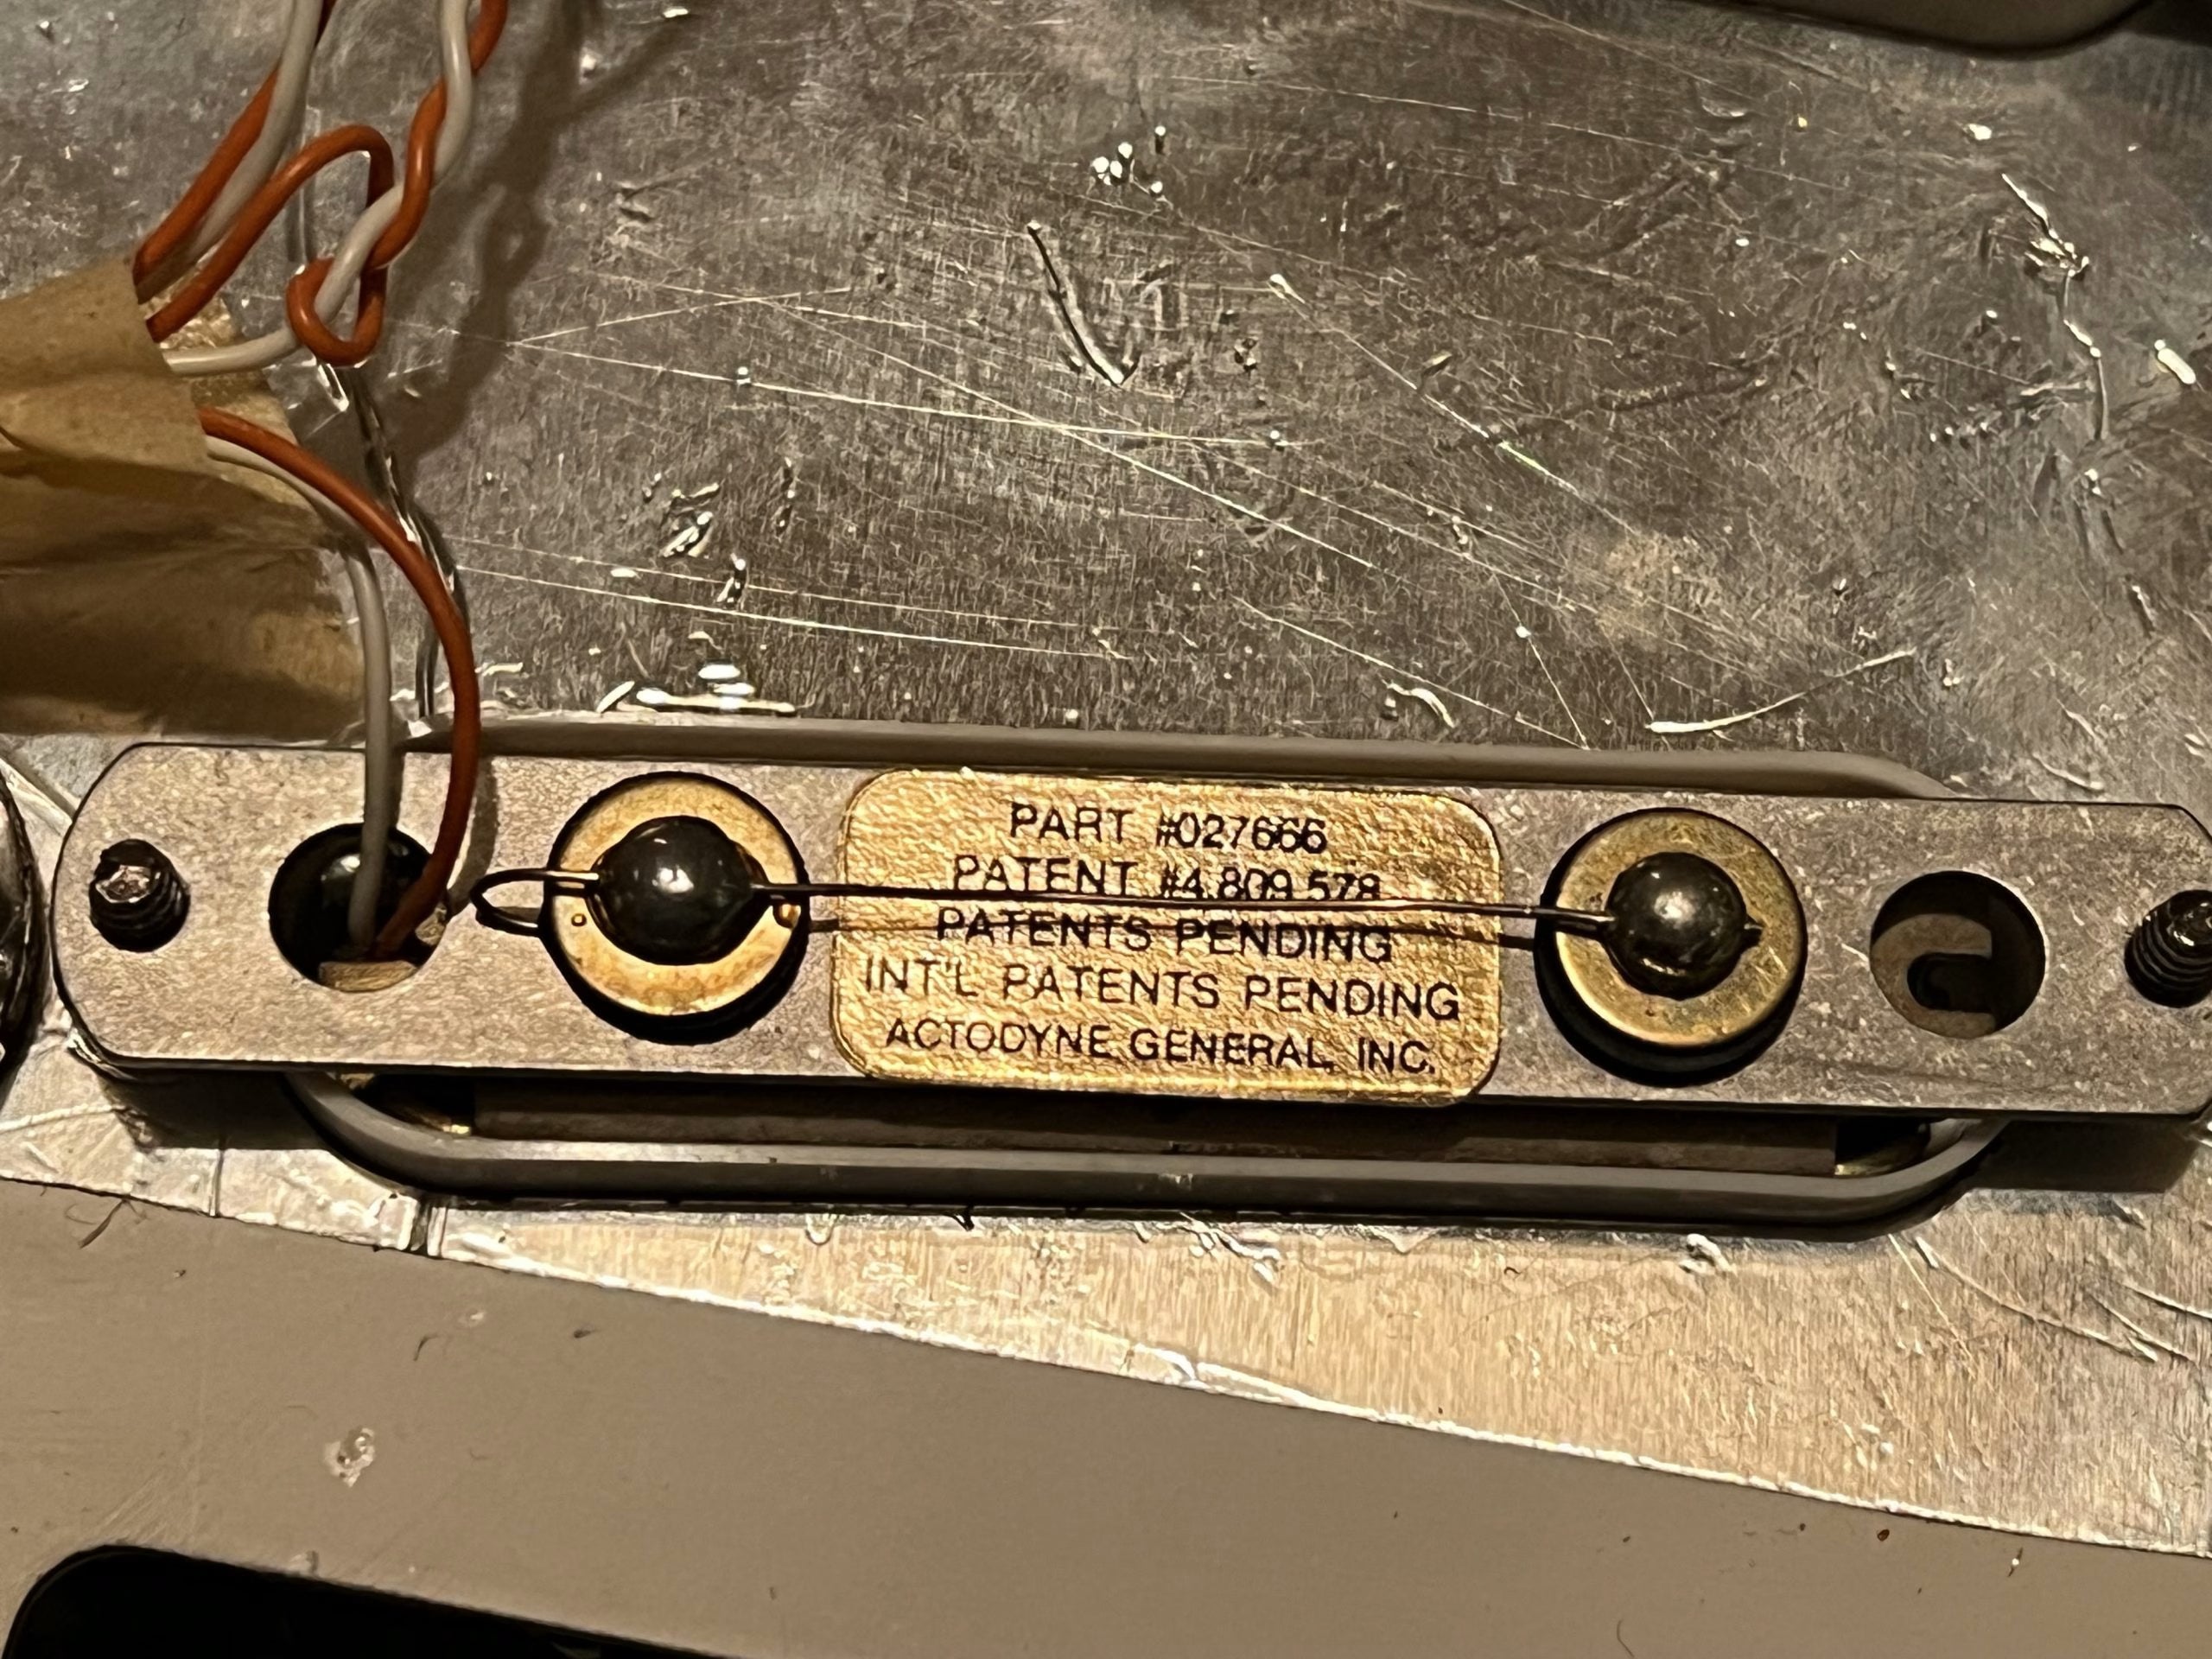 PART #027666
PATENT #4,809,578
PATENTS PENDING
INT'L PATENTS PENDING
ACTODYNE GENERAL, INC.